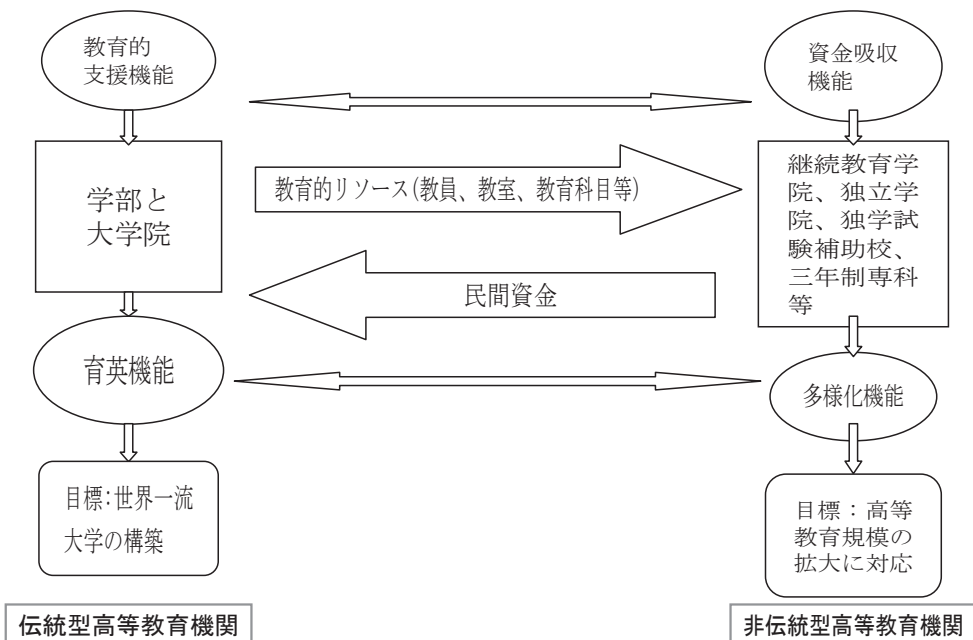 教育的
支援機能
資金吸収
機能
学部と
大学院
教育的リソース(教員、教室、教育科目等)
継続教育学
院、独立学
院、独学試
験補助校、
三年制専科
等
民間資金
育英機能
多様化機能
目標:世界一流
大学の構築
目標：高等
教育規模の
拡大に対応
伝統型高等教育機関
非伝統型高等教育機関